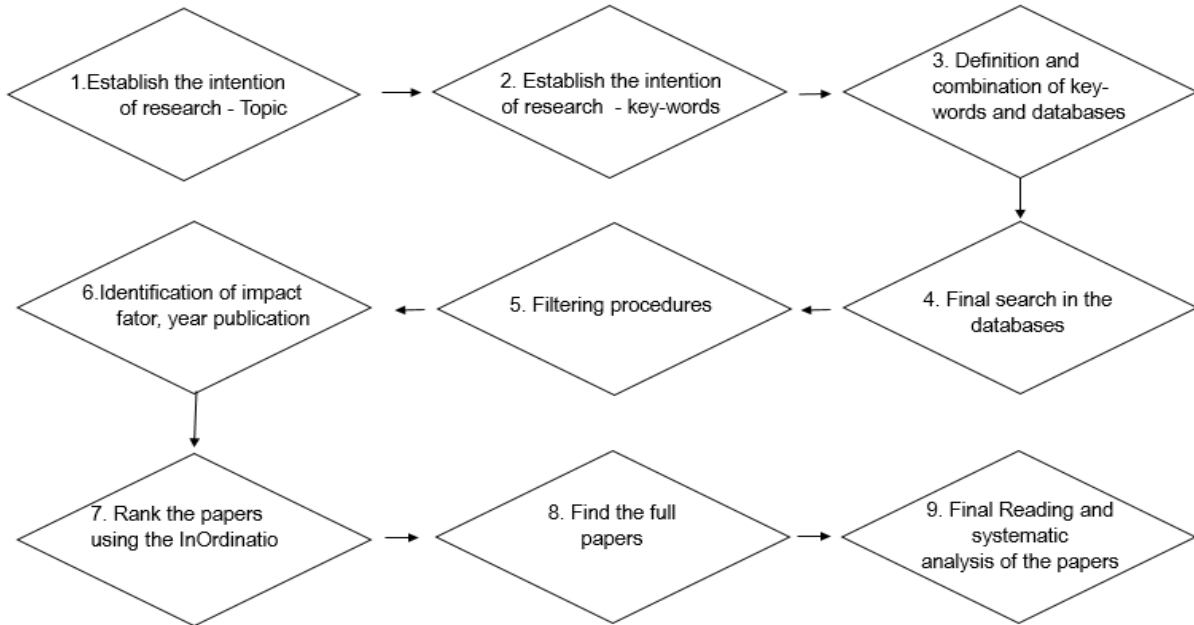 1.Establish the intention
of research - Topic
2. Establish the intention
of research - key-words
3. Definition and
combination of key-
words and databases
6.Identification of impact
fator, year publication
5. Filtering procedures
4. Final search in the
databases
7. Rank the papers
using the InOrdinatio
8. Find the full
papers
9. Final Reading and
systematic
analysis of the papers